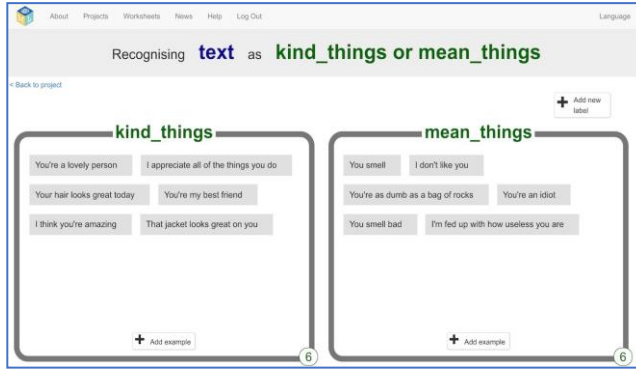 About Projects Worksheets News Help Log Out Language
Recognising text as kind_things or mean_things
< Back to project
Add new
label
kind_things
You're a lovely person I appreciate all of the things you do
Your hair looks great today You're my best friend
I think you're amazing That jacket looks great on you
Add example
6
mean_things
You smell I don't like you
You're as dumb as a bag of rocks You're an idiot
You smell bad I'm fed up with how useless you are
Add example
6